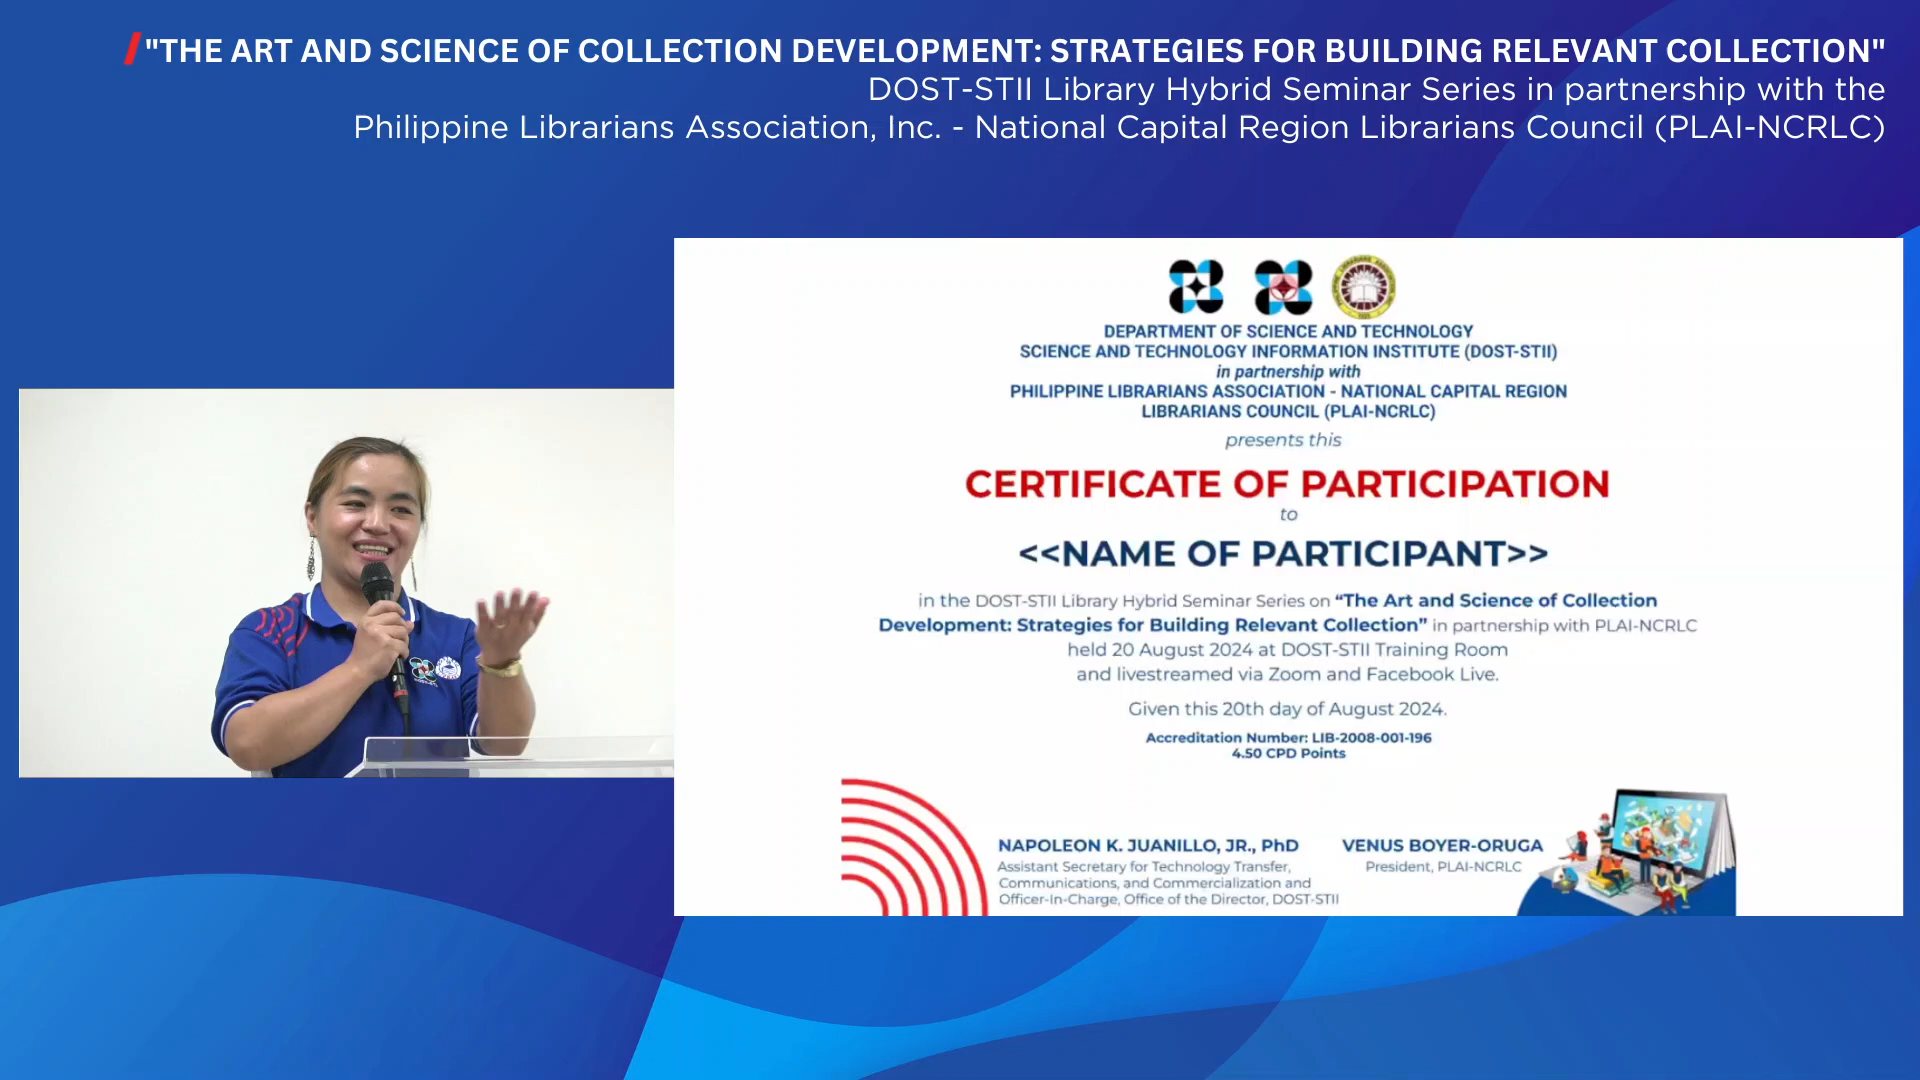 "THE ART AND SCIENCE OF COLLECTION DEVELOPMENT: STRATEGIES FOR BUILDING RELEVANT COLLECTION"
DOST-STII Library Hybrid Seminar Series in partnership with the
Philippine Librarians Association, Inc. - National Capital Region Librarians Council (PLAI-NCRLC)
DEPARTMENT OF SCIENCE AND TECHNOLOGY
SCIENCE AND TECHNOLOGY INFORMATION INSTITUTE (DOST-STII)
in partnership with
PHILIPPINE LIBRARIANS ASSOCIATION - NATIONAL CAPITAL REGION
LIBRARIANS COUNCIL (PLAI-NCRLC)
presents this
CERTIFICATE OF PARTICIPATION
to
<<NAME OF PARTICIPANT>>
in the DOST-STII Library Hybrid Seminar Series on “The Art and Science of Collection
Development: Strategies for Building Relevant Collection” in partnership with PLAI-NCRLC
held 20 August 2024 at DOST-STII Training Room
and livestreamed via Zoom and Facebook Live.
Given this 20th day of August 2024.
Accreditation Number: LIB-2008-001-196
4.50 CPD Points
NAPOLEON K. JUANILLO, JR., PhD
Assistant Secretary for Technology Transfer,
Communications, and Commercialization and
Officer-In-Charge, Office of the Director, DOST-STII
VENUS BOYER-ORUGA
President, PLAI-NCRLC